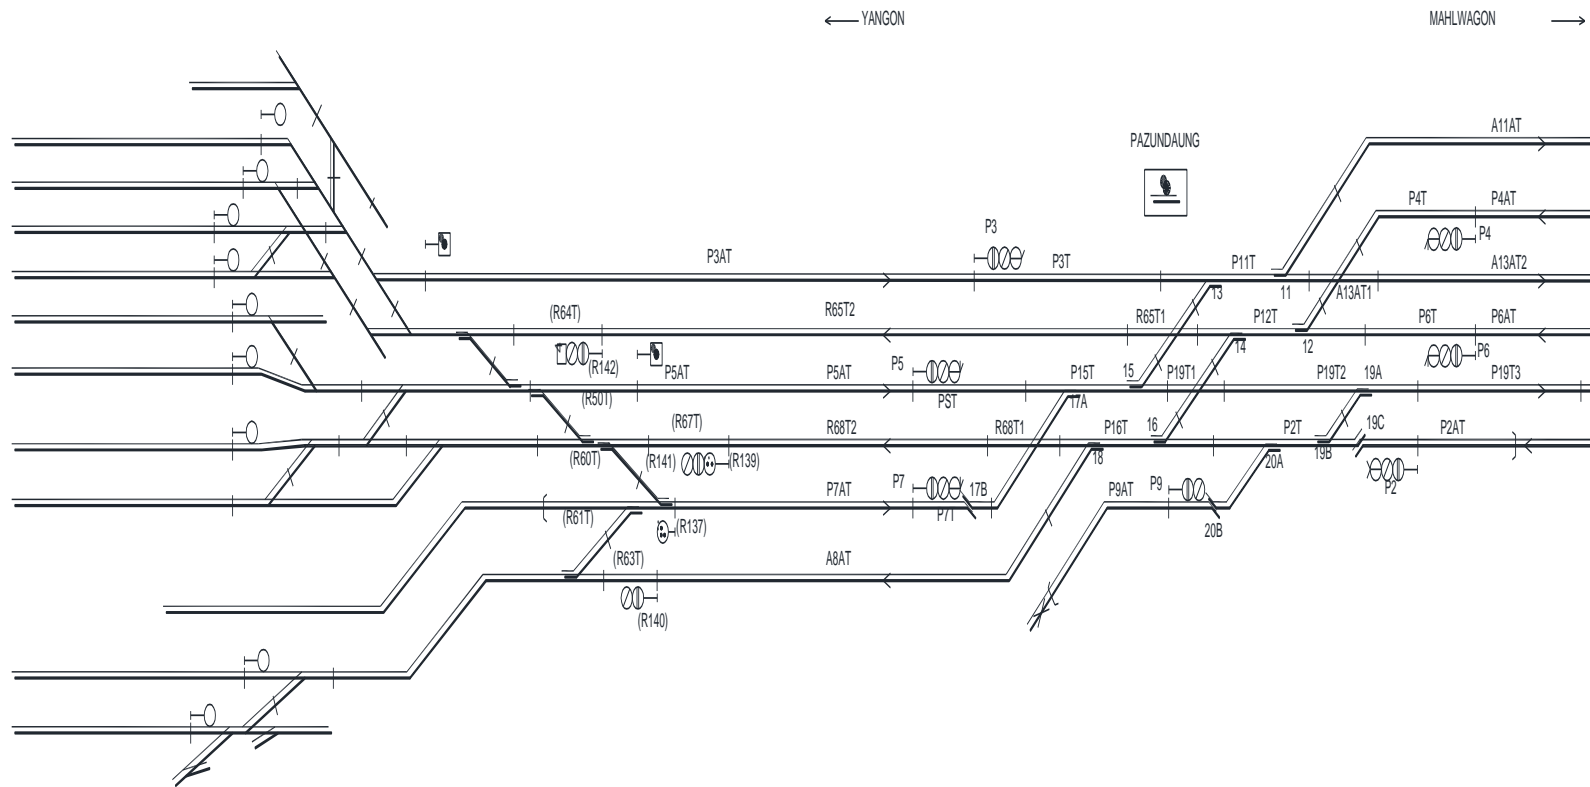 YANGON
MAHLWAGON
A11AT
PAZUNDAUNG
P4T
P4AT
P3
P4
P3AT
P3T
P11T
A13AT2
13
11
A13AT1
(R64T)
R65T2
R65T1
P12T
P6T
P6AT
14
12
P6
(R142)
P5
P5AT
P5AT
P15T
15
P19T1
P19T2
19A
P19T3
(R50T)
PST
17A
(R67T)
R68T2
R68T1
P16T
16
P2T
19C
P2AT
(R60T)
(R141)
(R139)
18
20A
19B
P2
P7AT
P7
17B
P9AT
P9
(R61T)
P7T
(R137)
20B
(R63T)
A8AT
(R140)